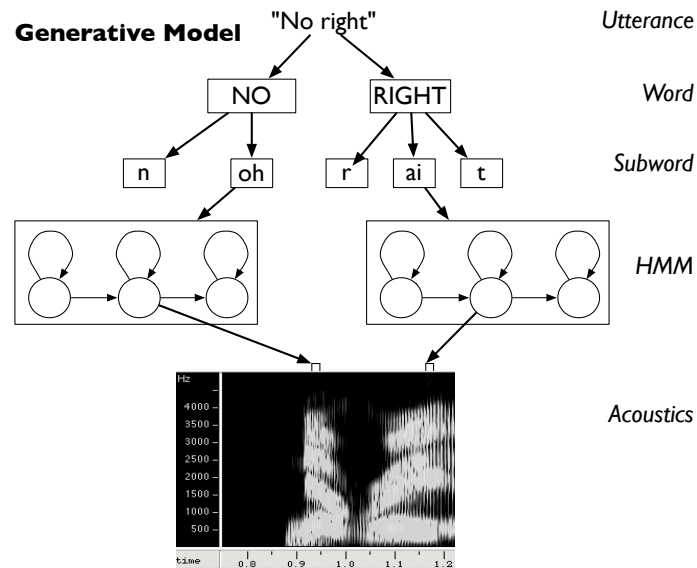 Generative Model
"No right"
Utterance
NO
RIGHT
Word
n
oh
r
ai
t
Subword
HMM
Hz
4000
3500
3000
2500
2000
1500
1000
500
Acoustics
time 0.8 0.9 1.0 1.1 1.2